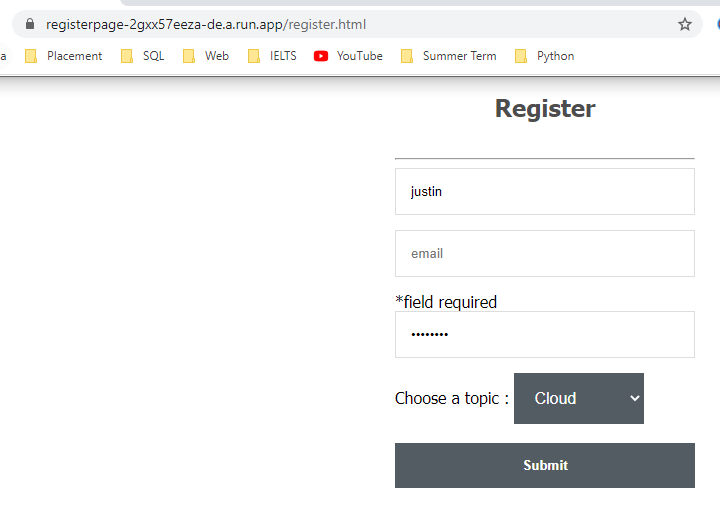 registerpage-2gxx57eeza-de.a.run.app/register.html
a Placement SQL Web IELTS YouTube Summer Term Python
Register
justin
email
*field required
••••••••
Choose a topic : Cloud
Submit